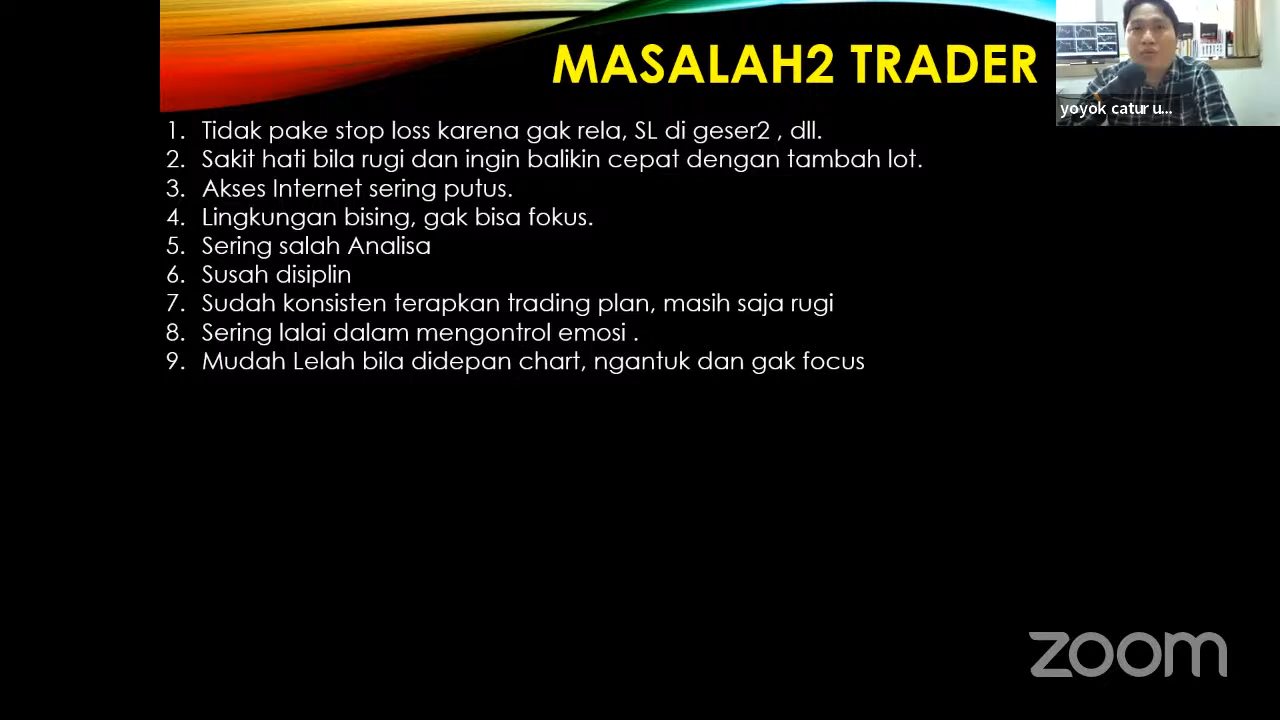 MASALAH2 TRADER
yoyok catur u...
1. Tidak pake stop loss karena gak rela, SL di geser2 , dll.
2. Sakit hati bila rugi dan ingin balikin cepat dengan tambah lot.
3. Akses Internet sering putus.
4. Lingkungan bising, gak bisa fokus.
5. Sering salah Analisa
6. Susah disiplin
7. Sudah konsisten terapkan trading plan, masih saja rugi
8. Sering lalai dalam mengontrol emosi .
9. Mudah Lelah bila didepan chart, ngantuk dan gak focus
zoom